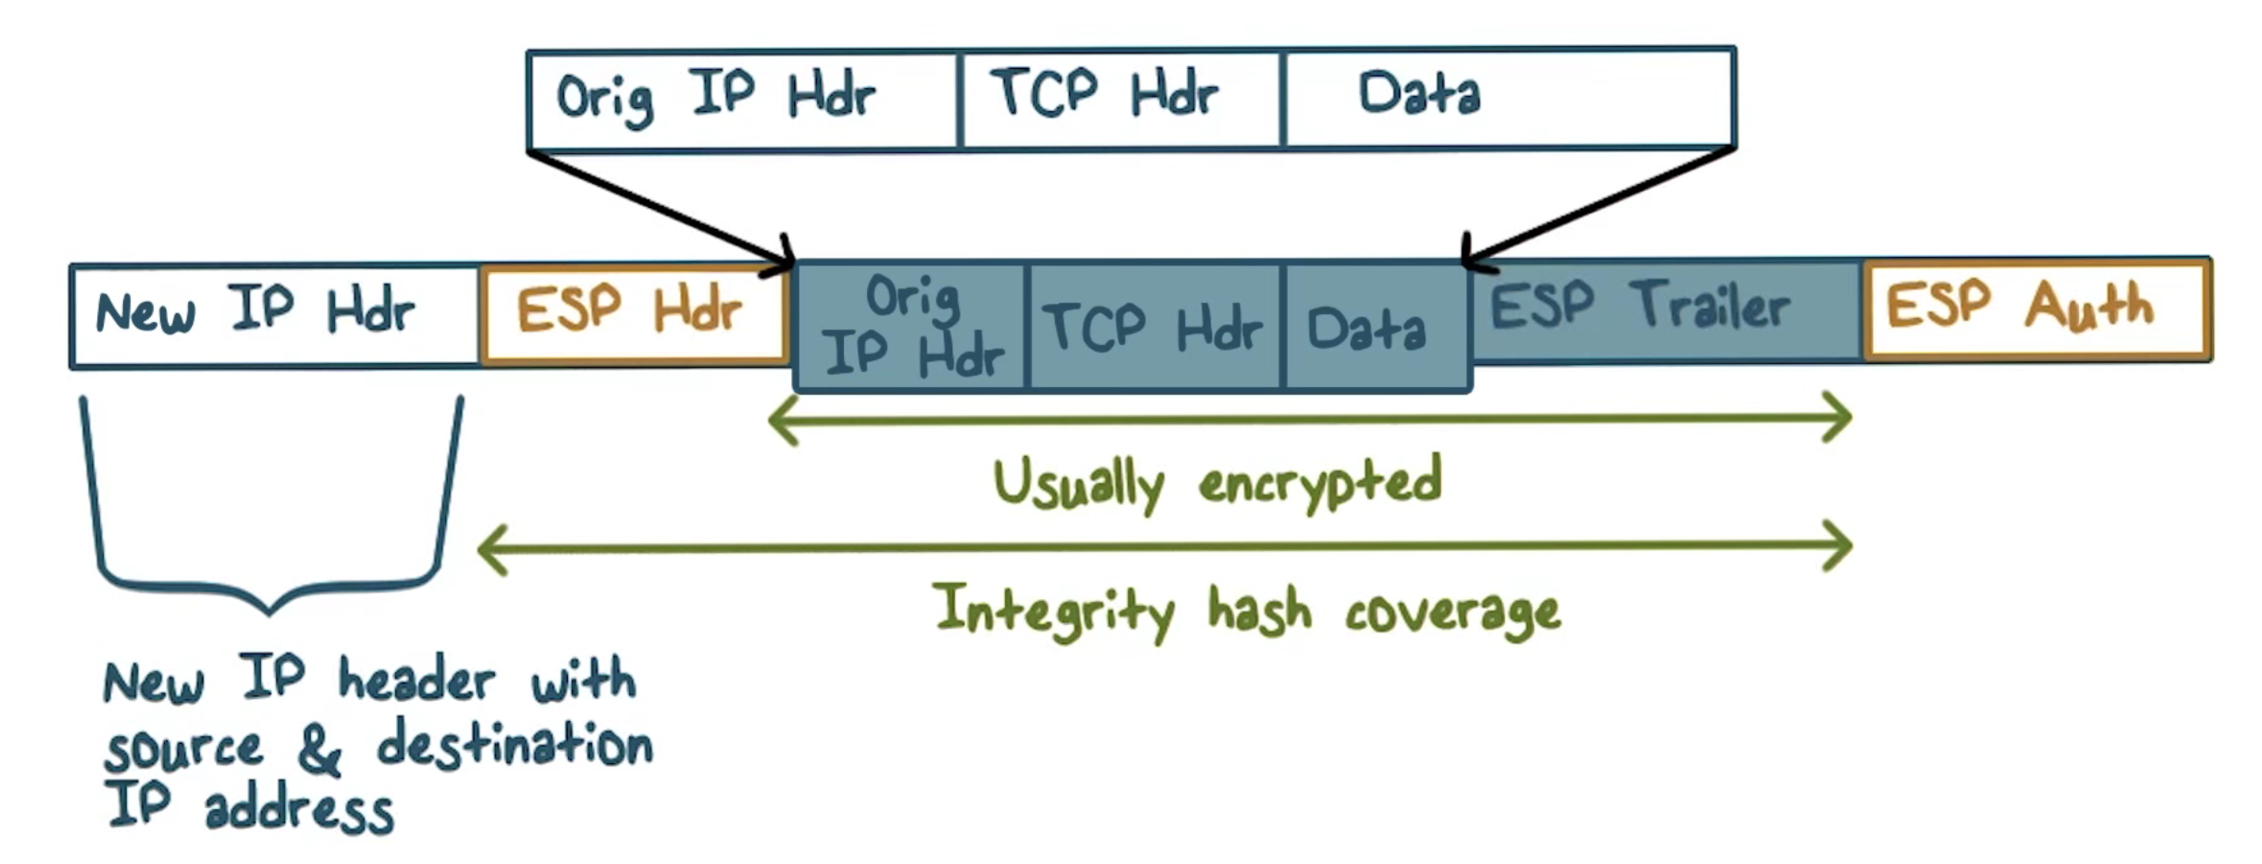 Orig IP Hdr
TCP Hdr
Data
New IP Hdr
ESP Hdr
Orig
IP Hdr
TCP Hdr
Data
ESP Trailer
ESP Auth
Usually encrypted
Integrity hash coverage
New IP header with
source & destination
IP address